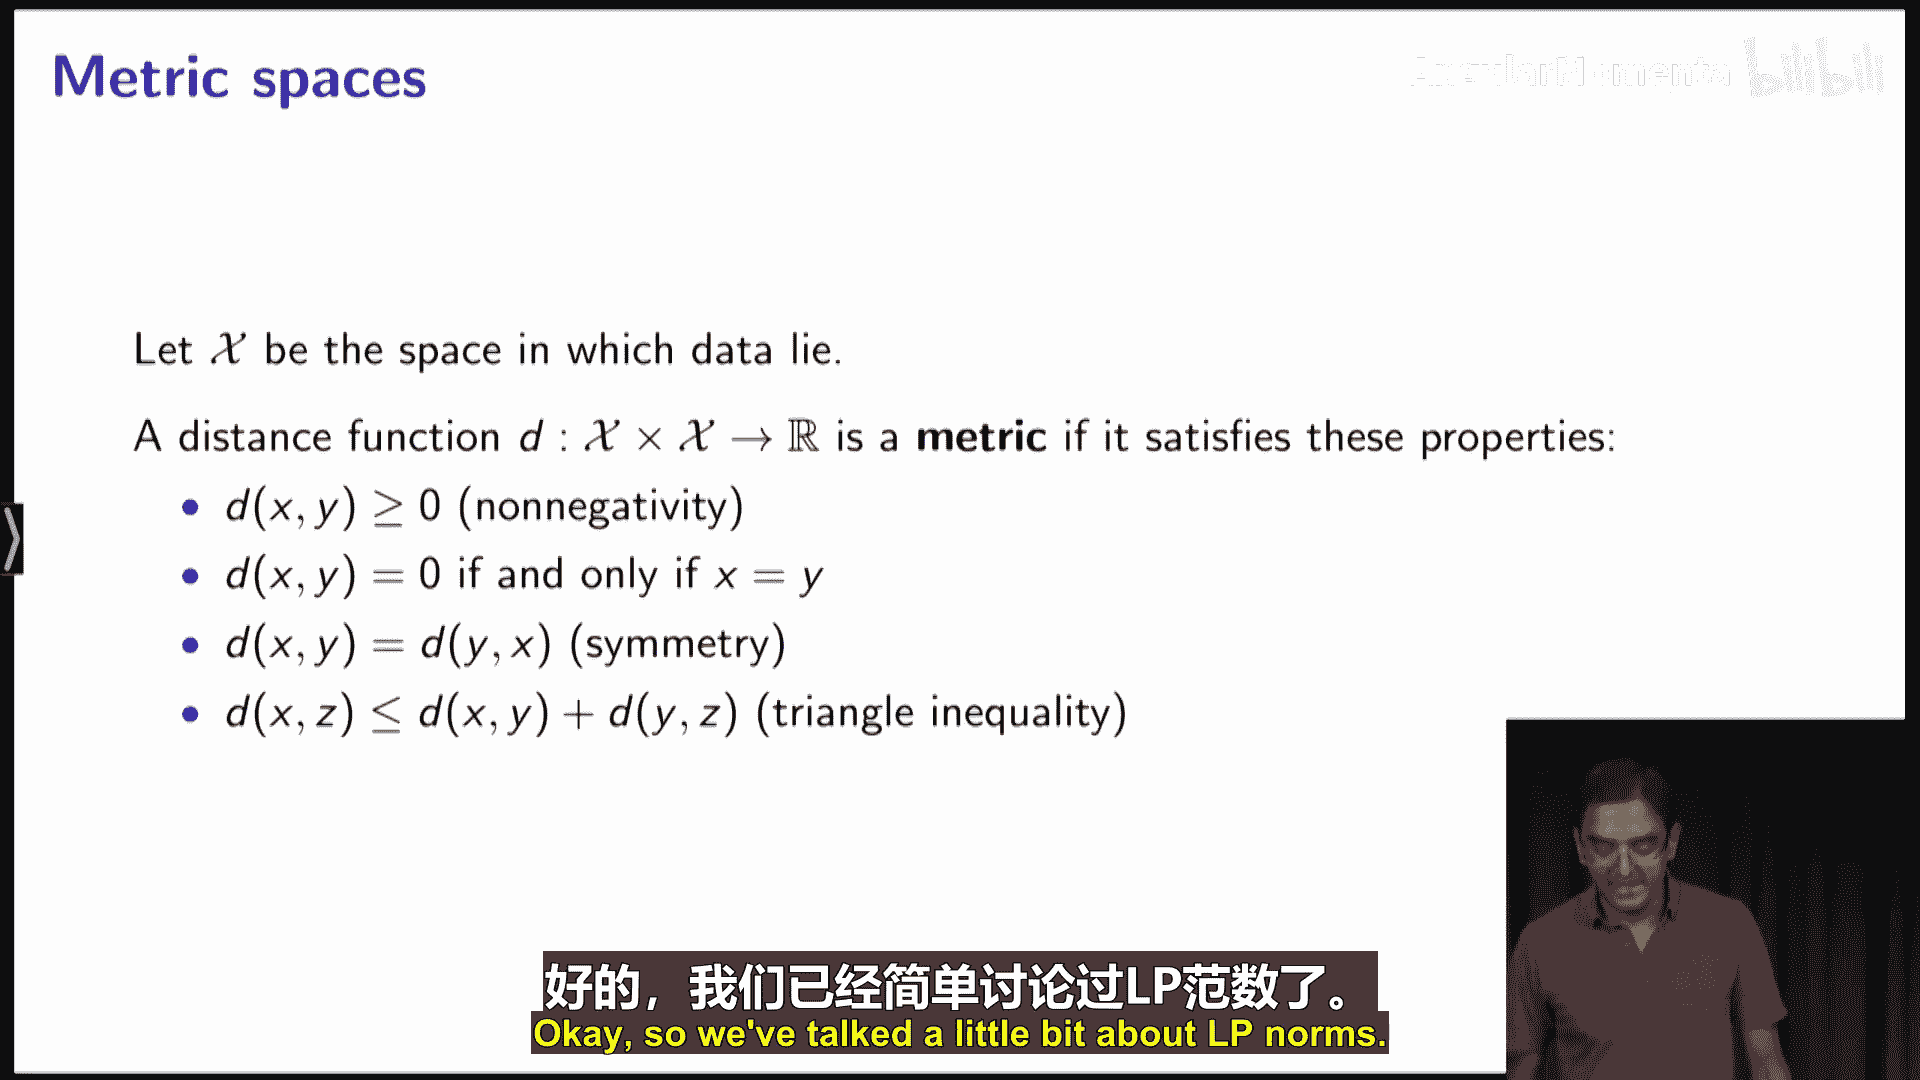 Metric spaces
bilibili
Let 𝒳 be the space in which data lie.
A distance function d : 𝒳 × 𝒳 → ℝ is a metric if it satisfies these properties:
• d(x, y) ≥ 0 (nonnegativity)
• d(x, y) = 0 if and only if x = y
• d(x, y) = d(y, x) (symmetry)
• d(x, z) ≤ d(x, y) + d(y, z) (triangle inequality)
好的，我们已经简单讨论过LP范数了。
Okay, so we've talked a little bit about LP norms.